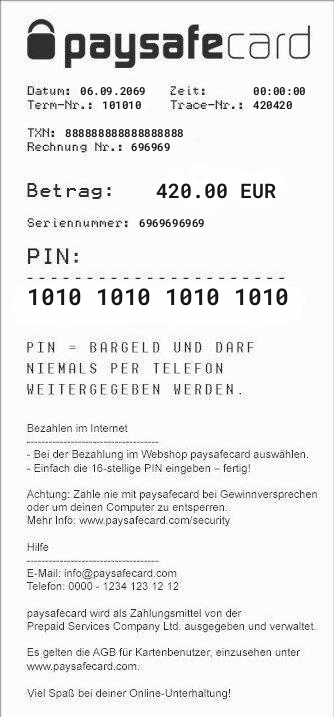 paysafecard
Datum: 06.09.2069 Zeit: 00:00:00
Term-Nr.: 101010 Trace-Nr.: 420420
TXN: 888888888888888888
Rechnung Nr.: 696969
Betrag: 420.00 EUR
Seriennummer: 6969696969
PIN:
- - - - - - - - - - - - - - - - - - - - - -
1010 1010 1010 1010
PIN = BARGELD UND DARF
NIEMALS PER TELEFON
WEITERGEGEBEN WERDEN.
Bezahlen im Internet
------------------------------------
- Bei der Bezahlung im Webshop paysafecard auswählen.
- Einfach die 16-stellige PIN eingeben – fertig!
Achtung: Zahle nie mit paysafecard bei Gewinnversprechen
oder um deinen Computer zu entsperren.
Mehr Info: www.paysafecard.com/security
Hilfe
------------------------------------
E-Mail: info@paysafecard.com
Telefon: 0000 - 1234 123 12 12
paysafecard wird als Zahlungsmittel von der
Prepaid Services Company Ltd. ausgegeben und verwaltet.
Es gelten die AGB für Kartenbenutzer, einzusehen unter
www.paysafecard.com.
Viel Spaß bei deiner Online-Unterhaltung!